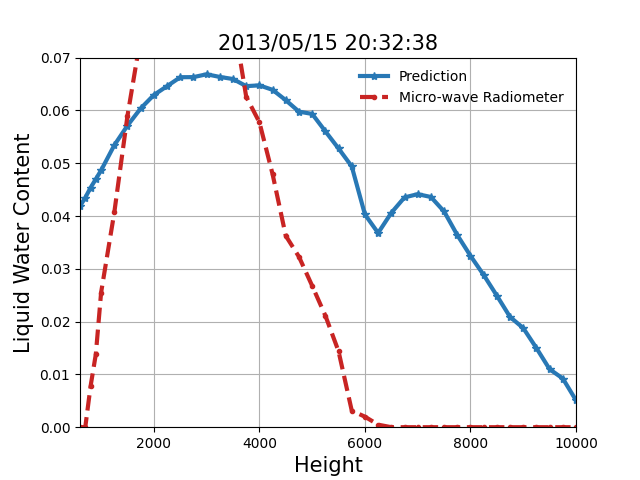 2013/05/15 20:32:38
Prediction
Micro-wave Radiometer
Liquid Water Content
0.07
0.06
0.05
0.04
0.03
0.02
0.01
0.00
2000 4000 6000 8000 10000
Height